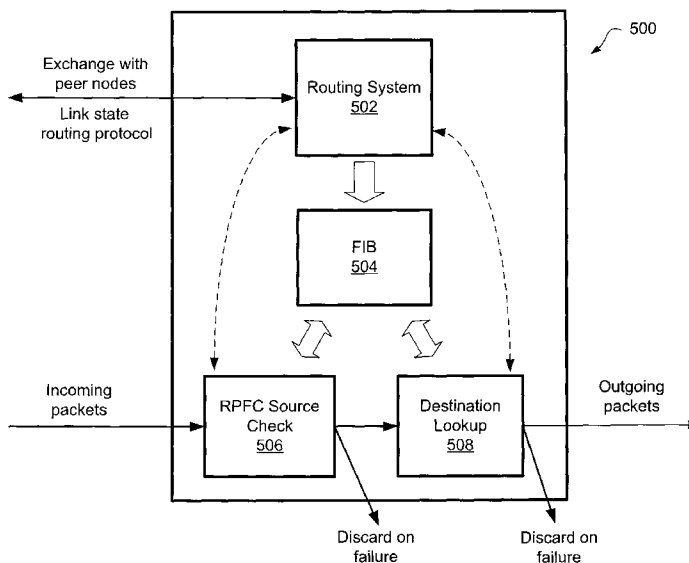 500
Exchange with
peer nodes
Link state
routing protocol
Routing System
502
FIB
504
Incoming
packets
RPFC Source
Check
506
Destination
Lookup
508
Outgoing
packets
Discard on
failure
Discard on
failure